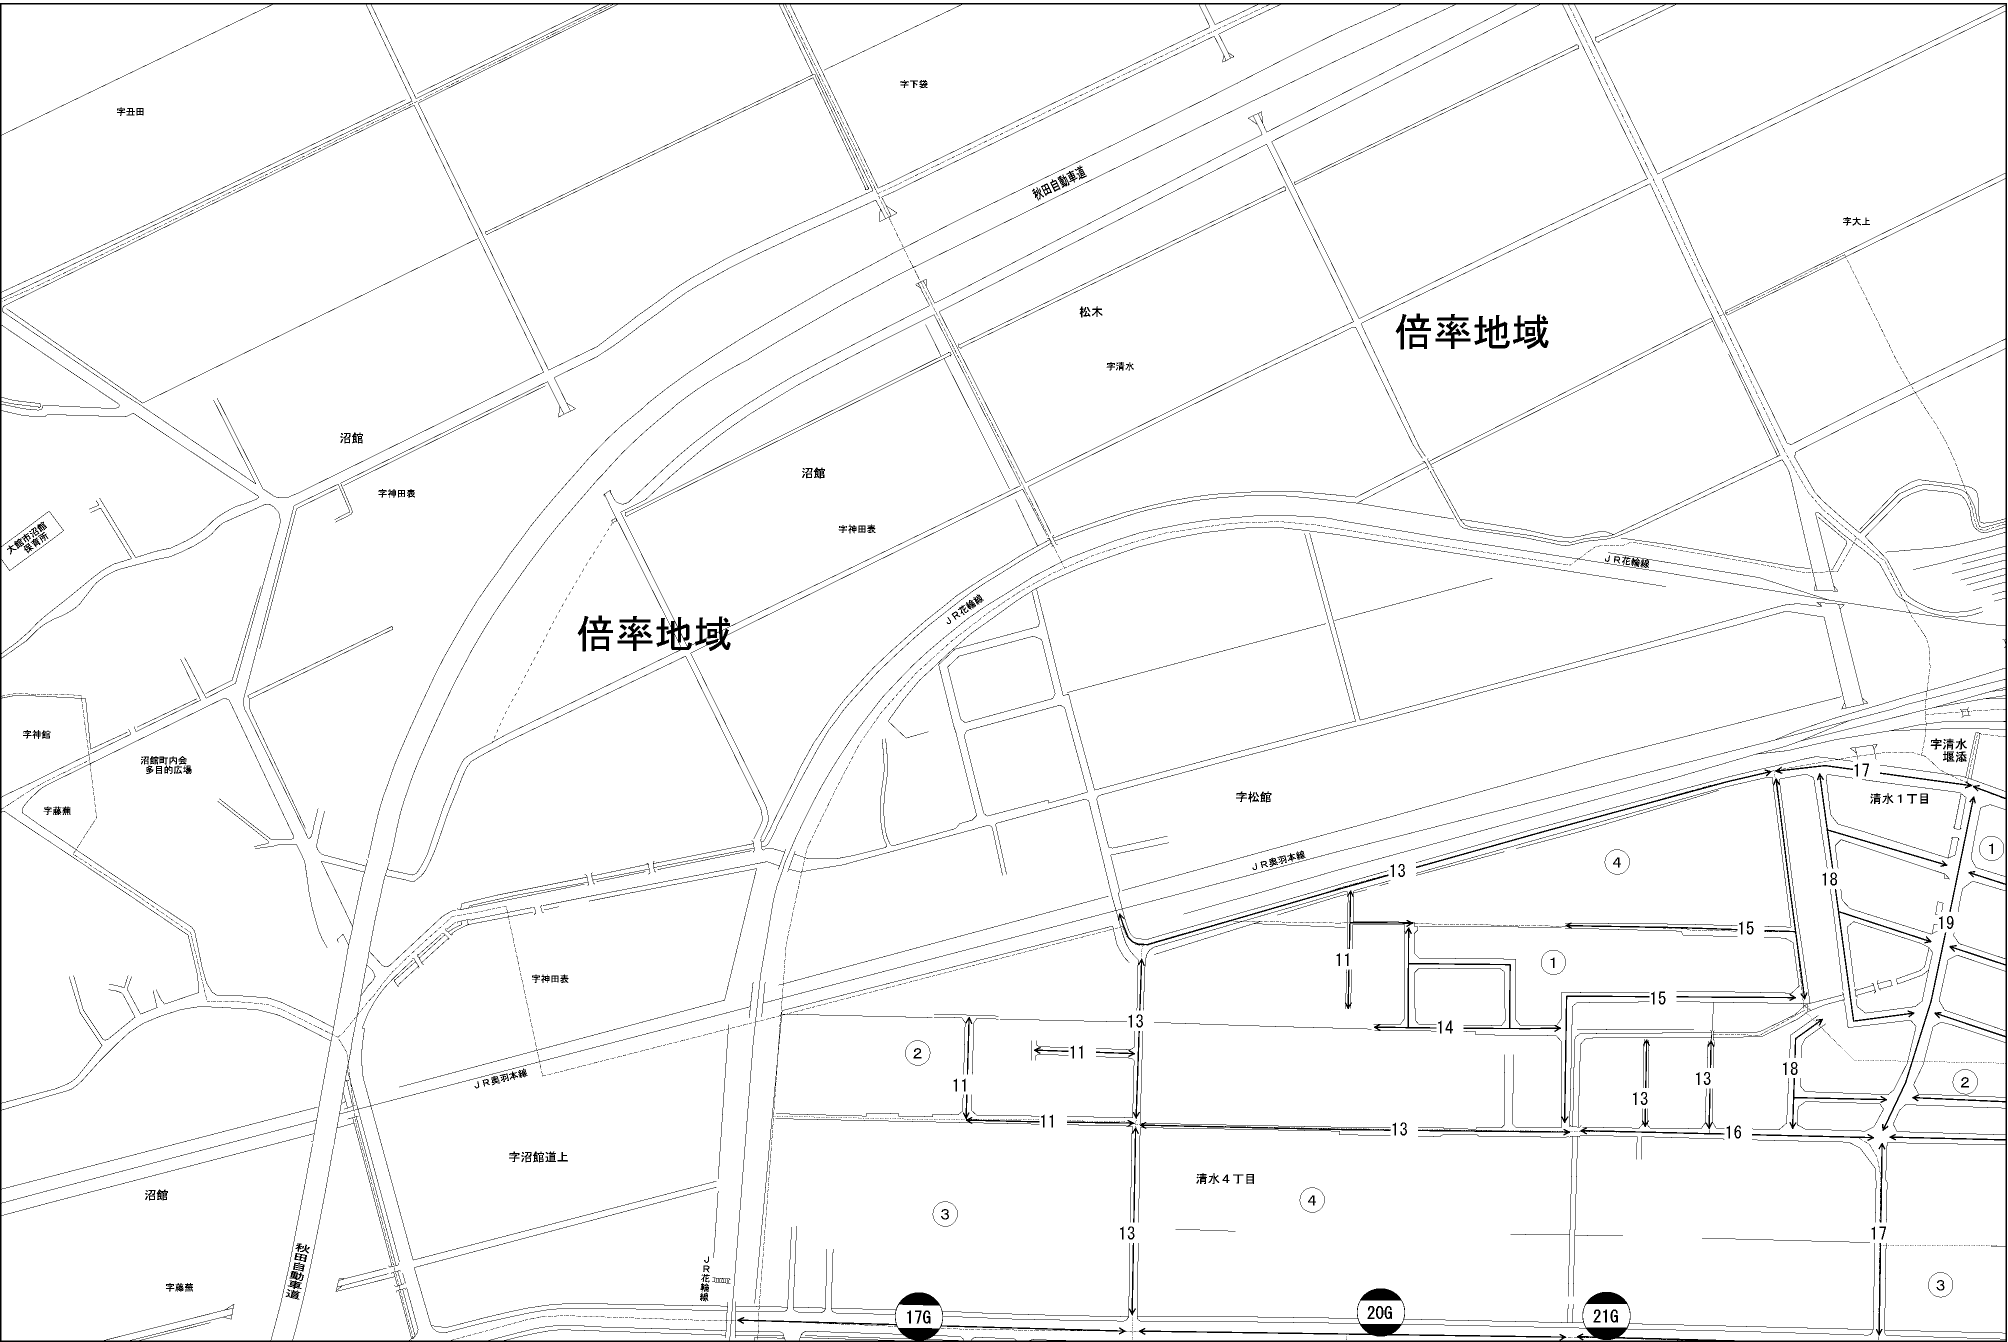 字丑田
字下袋
秋田自動車道
字大上
松木
倍率地域
字清水
沼館
字神田表
沼館
字神田表
大館市沼館
保育所
JR花輪線
JR花輪線
倍率地域
字神館
沼館町内会
多目的広場
字藤蕪
字清水
堰添
17
清水1丁目
字松館
JR奥羽本線
13
4
1
18
19
15
11
1
15
字神田表
13
14
2
11
11
18
13
13
2
JR奥羽本線
11
13
16
字沼館道上
沼館
清水4丁目
3
4
13
17
秋田自動車道
字藤蕪
JR花輪線
3
17G
20G
21G